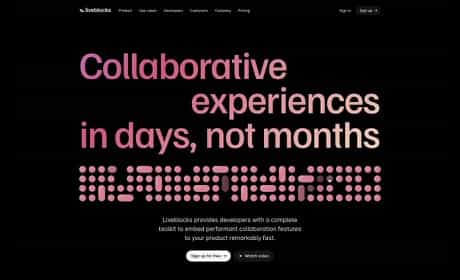 liveblocks Product Use cases Developers Customers Company Pricing Sign in Sign up →
Collaborative
experiences
in days, not months
Liveblocks provides developers with a complete
toolkit to embed performant collaboration features
to your product remarkably fast.
Sign up for free → Watch video